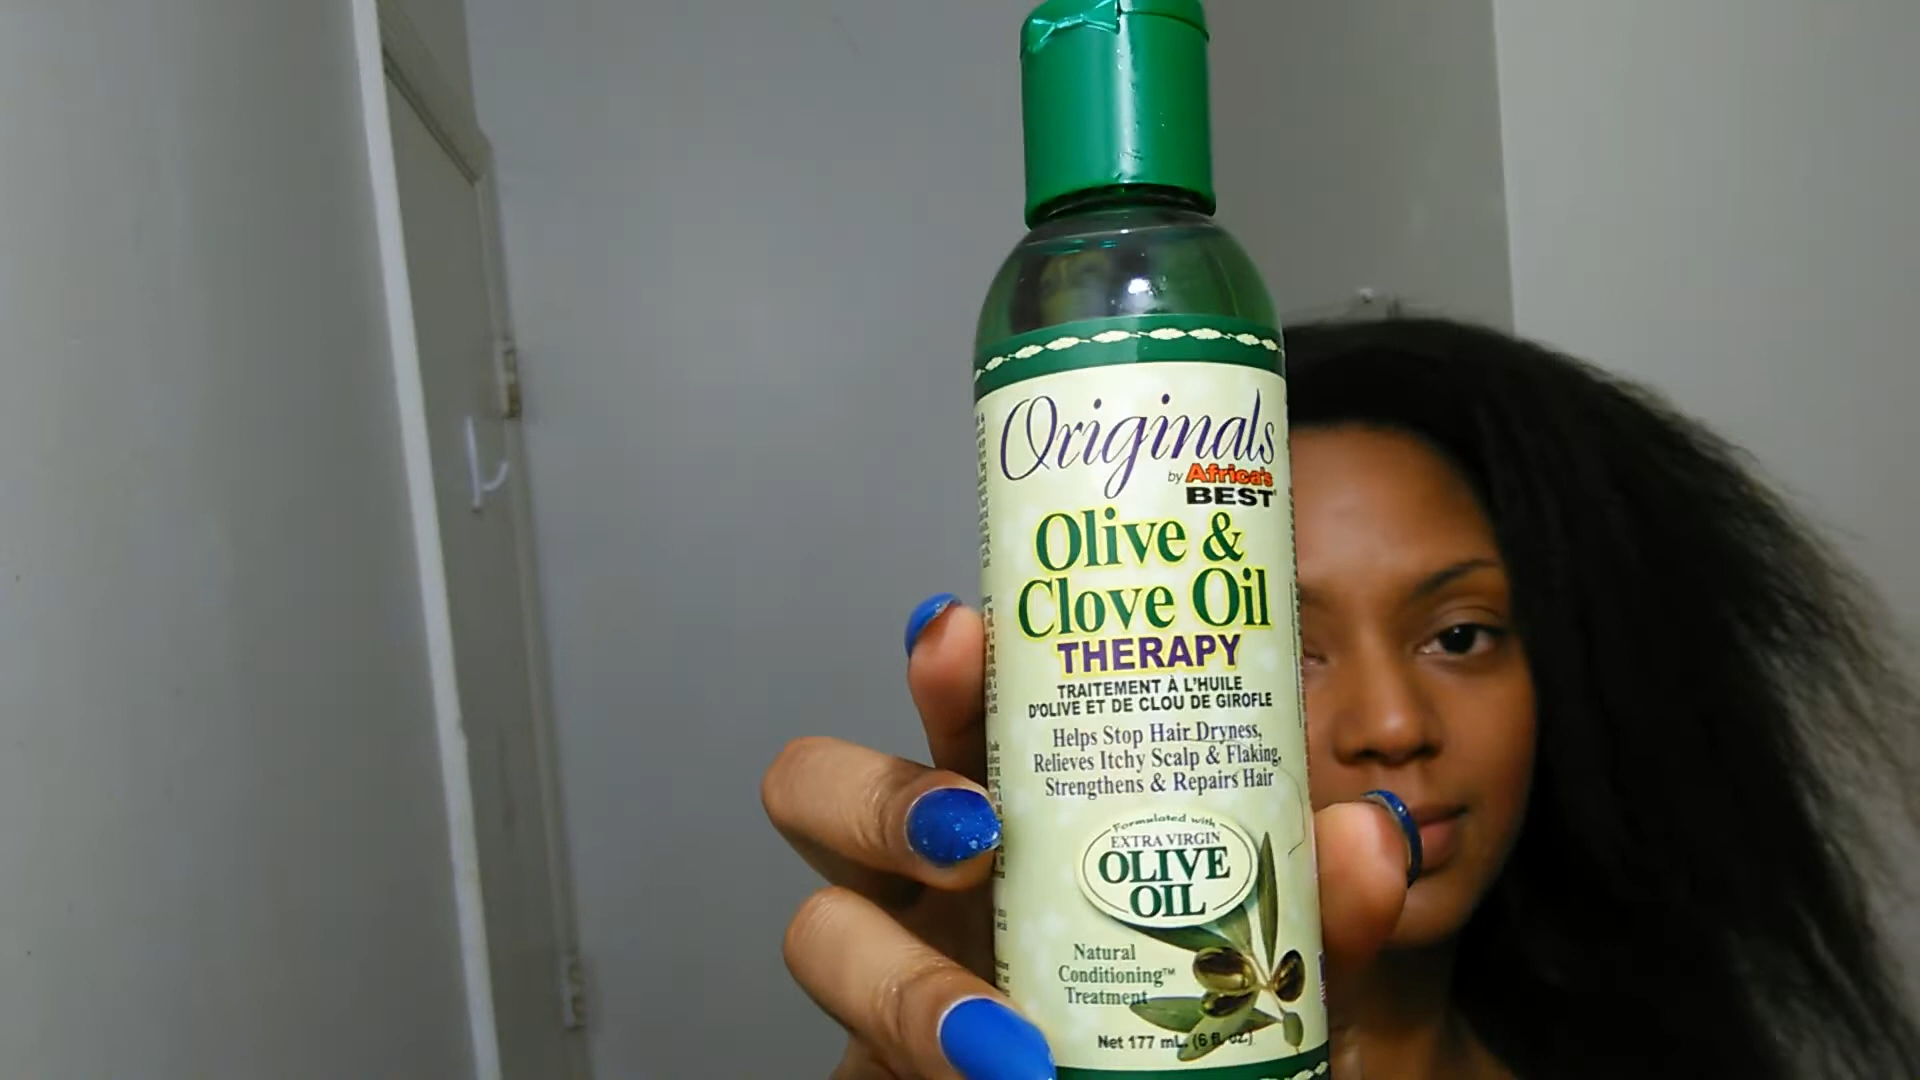 Originals
by Africa's
BEST
Olive &
Clove Oil
THERAPY
TRAITEMENT À L'HUILE
D'OLIVE ET DE CLOU DE GIROFLE
Helps Stop Hair Dryness,
Relieves Itchy Scalp & Flaking,
Strengthens & Repairs Hair
Formulated with
EXTRA VIRGIN
OLIVE
OIL
Natural
Conditioning™
Treatment
Net 177 mL. (6 fl. oz.)